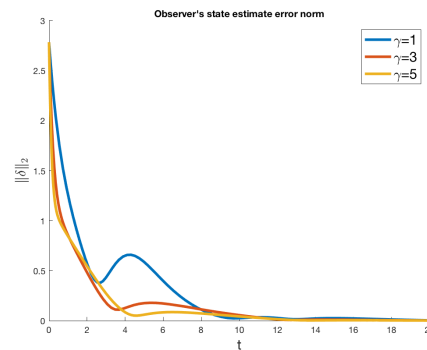 Observer's state estimate error norm
3
2.5
2
1.5
1
0.5
0
‖δ‖₂
γ=1
γ=3
γ=5
0 2 4 6 8 10 12 14 16 18 2
t